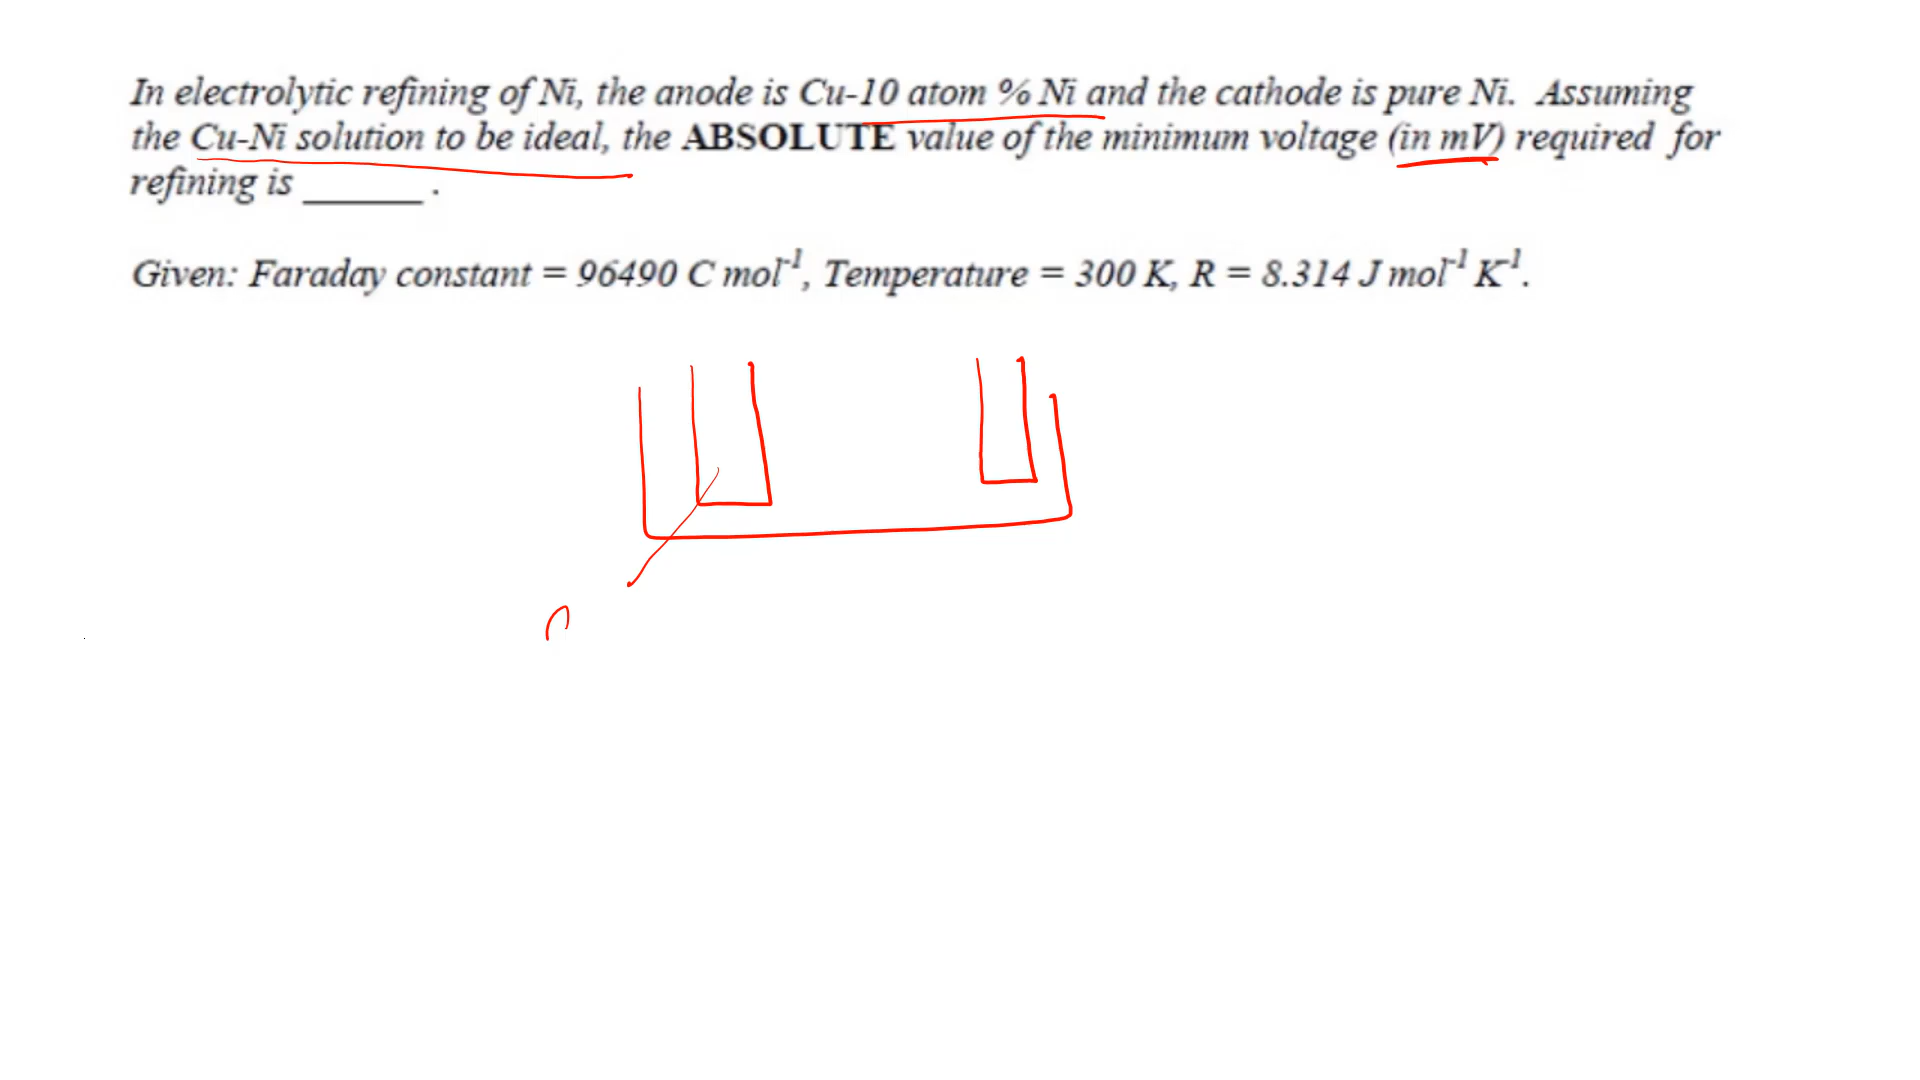 In electrolytic refining of Ni, the anode is Cu-10 atom % Ni and the cathode is pure Ni. Assuming
the Cu-Ni solution to be ideal, the ABSOLUTE value of the minimum voltage (in mV) required for
refining is ______ .
Given: Faraday constant = 96490 C mol⁻¹, Temperature = 300 K, R = 8.314 J mol⁻¹ K⁻¹.